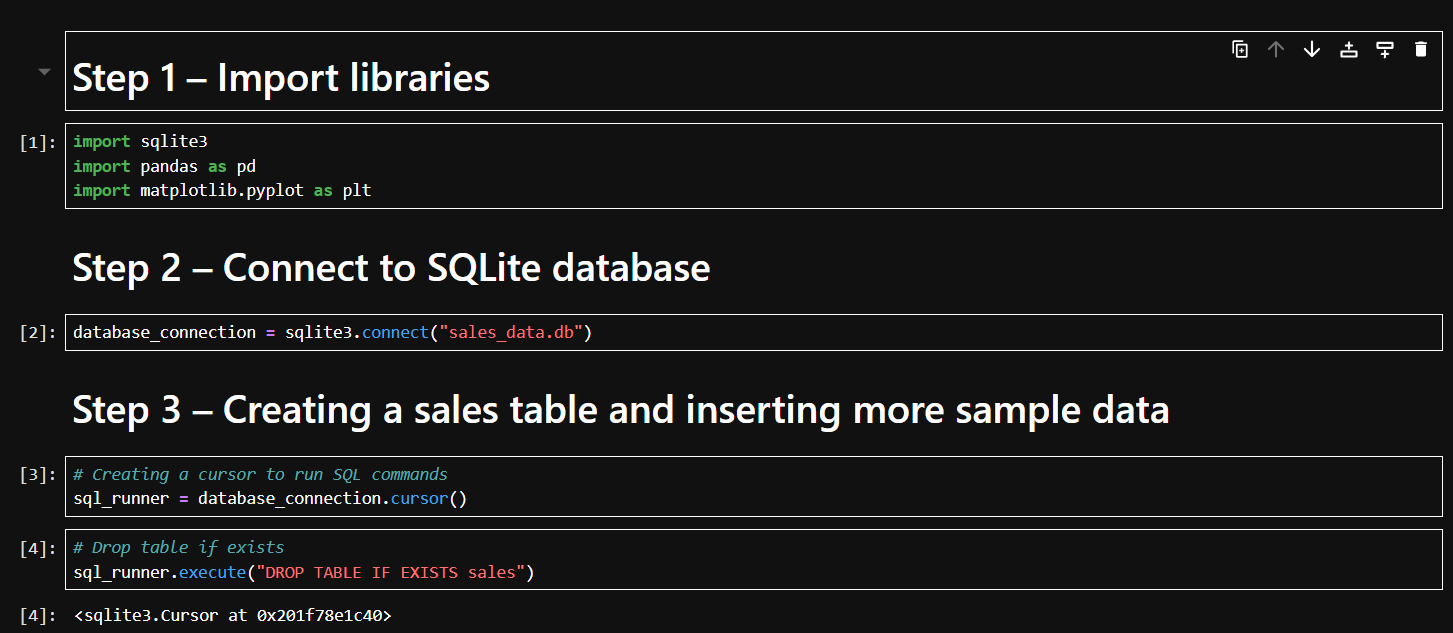 Step 1 – Import libraries
[1]: import sqlite3
import pandas as pd
import matplotlib.pyplot as plt
Step 2 – Connect to SQLite database
[2]: database_connection = sqlite3.connect("sales_data.db")
Step 3 – Creating a sales table and inserting more sample data
[3]: # Creating a cursor to run SQL commands
sql_runner = database_connection.cursor()
[4]: # Drop table if exists
sql_runner.execute("DROP TABLE IF EXISTS sales")
[4]: <sqlite3.Cursor at 0x201f78e1c40>